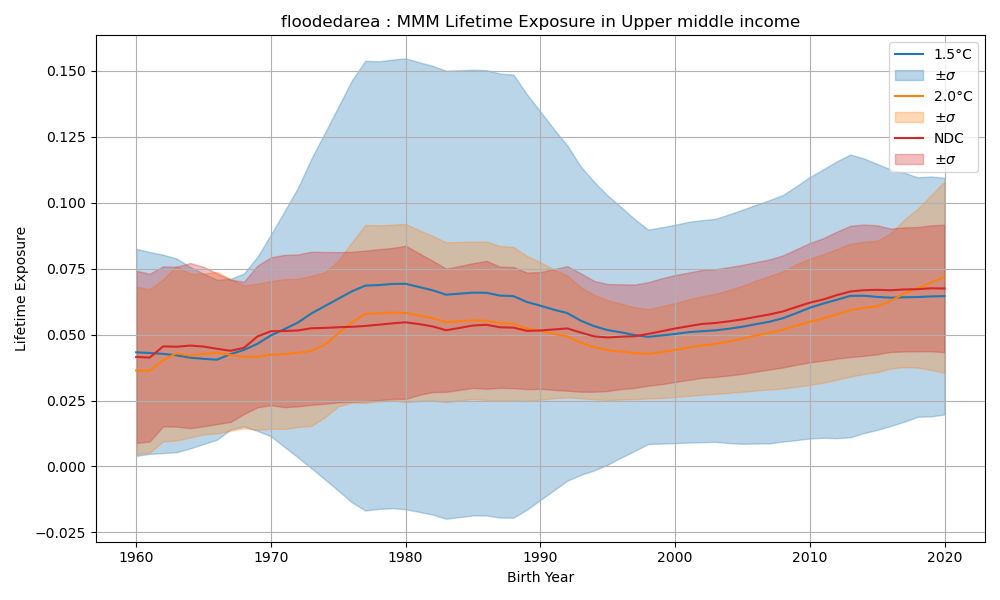 floodedarea : MMM Lifetime Exposure in Upper middle income
0.150
0.125
0.100
0.075
0.050
0.025
0.000
−0.025
Lifetime Exposure
1960
1970
1980
1990
2000
2010
2020
Birth Year
1.5°C
±σ
2.0°C
±σ
NDC
±σ